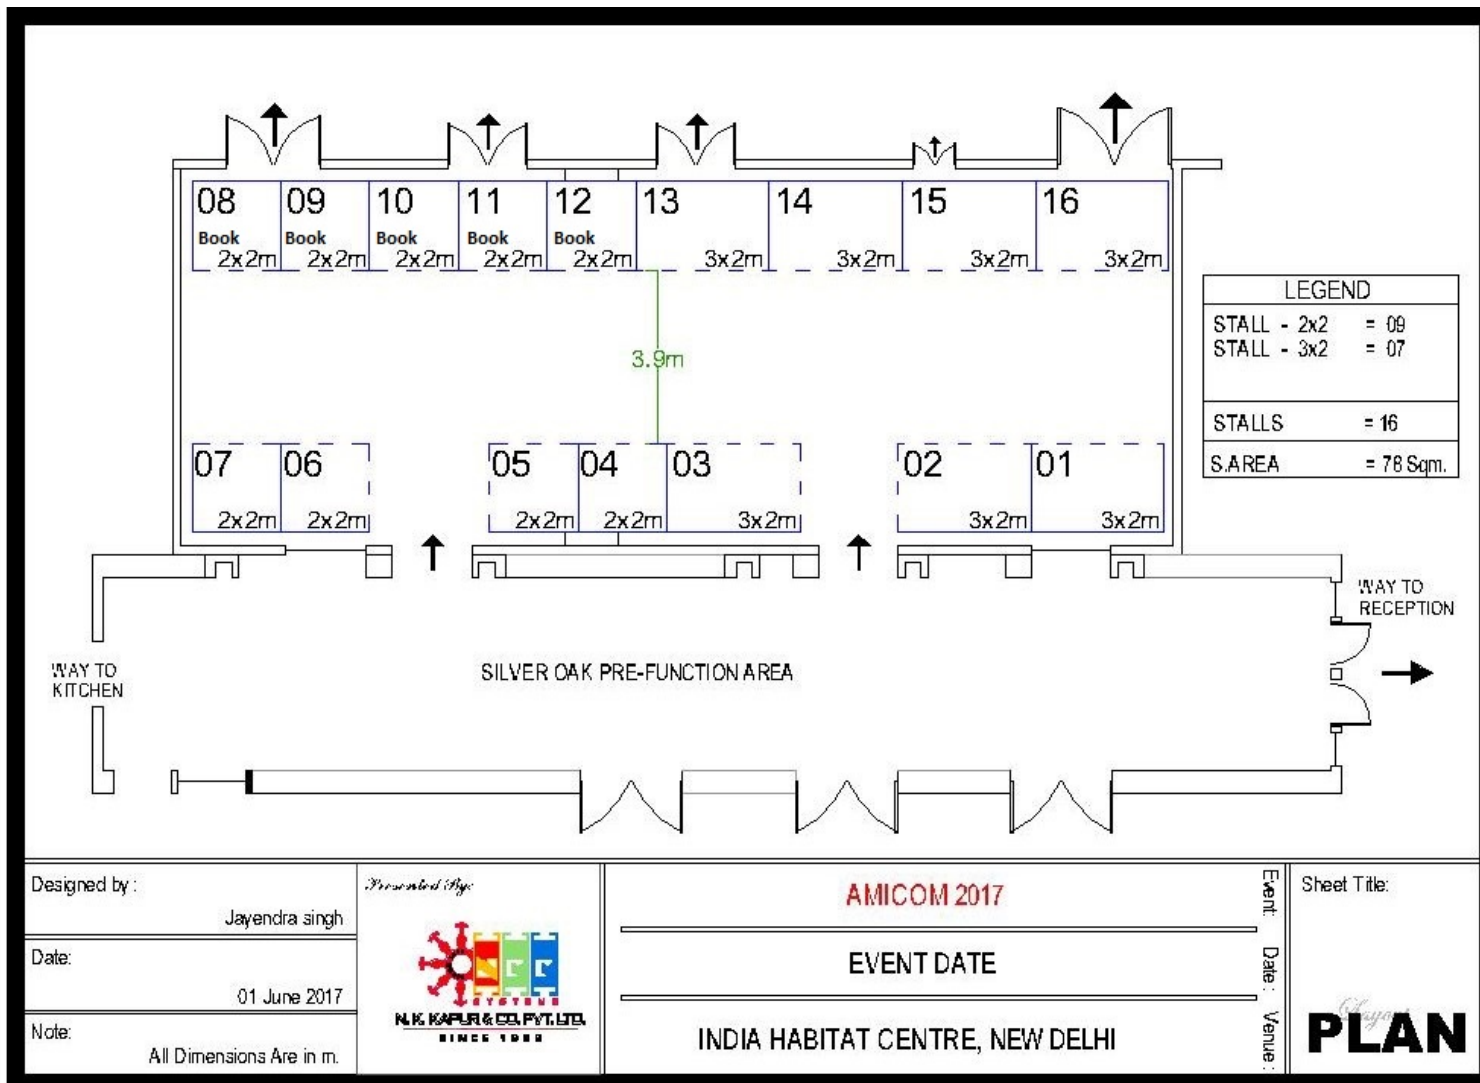 08 09 10 11 12 13 14 15 16
Book Book Book Book Book
2x2m 2x2m 2x2m 2x2m 2x2m 3x2m 3x2m 3x2m 3x2m
LEGEND
STALL - 2x2 = 09
STALL - 3x2 = 07
STALLS = 16
S.AREA = 78 Sqm.
3.9m
07 06 05 04 03 02 01
2x2m 2x2m 2x2m 2x2m 3x2m 3x2m 3x2m
WAY TO
RECEPTION
WAY TO
KITCHEN
SILVER OAK PRE-FUNCTION AREA
Designed by :
Jayendra singh
Date:
01 June 2017
Note:
All Dimensions Are in m.
Presented By:
SYSTEMS
N.K. KAPUR & CO. PVT. LTD.
AMICOM 2017
EVENT DATE
INDIA HABITAT CENTRE, NEW DELHI
Event:
Date :
Venue :
Sheet Title:
Layout
PLAN